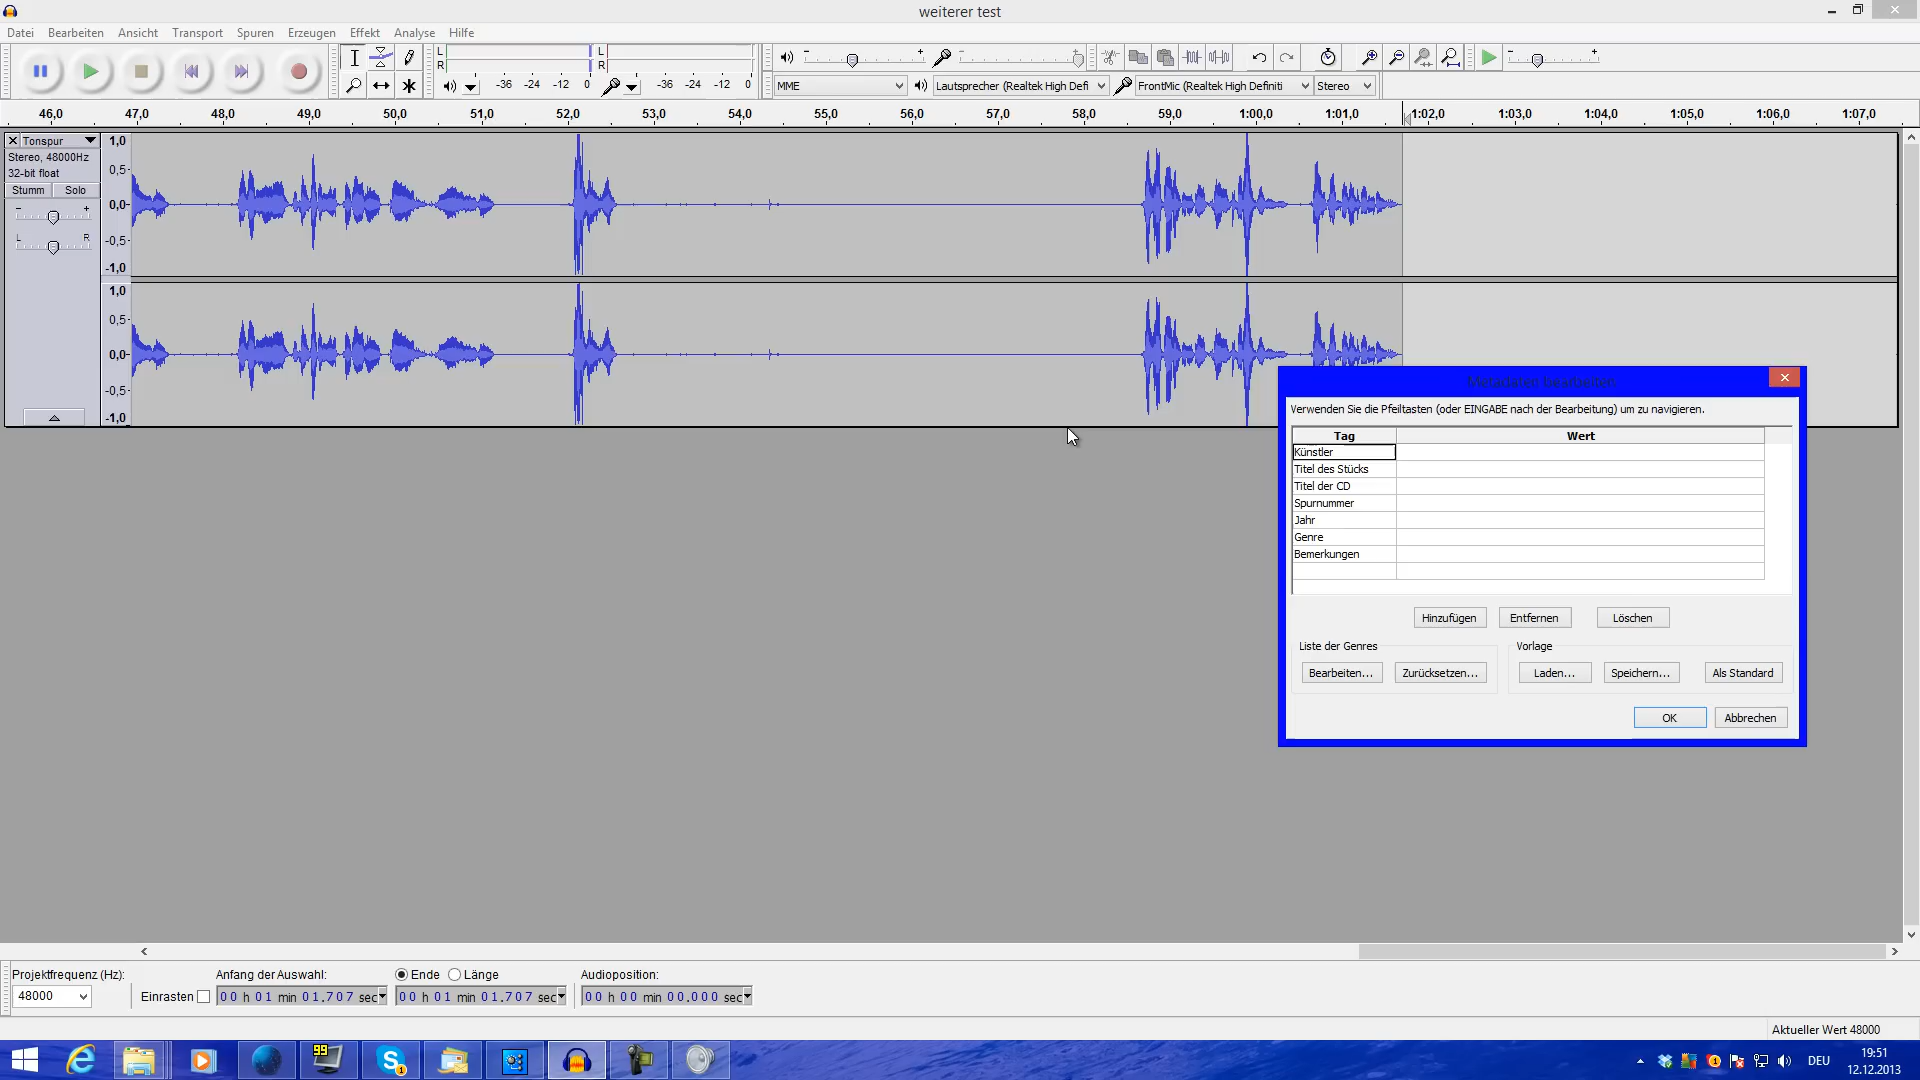 weiterer test
Datei Bearbeiten Ansicht Transport Spuren Erzeugen Effekt Analyse Hilfe
L R -36 -24 -12 0 L R -36 -24 -12 0
MME Lautsprecher (Realtek High Defi FrontMic (Realtek High Definiti Stereo
46,0 47,0 48,0 49,0 50,0 51,0 52,0 53,0 54,0 55,0 56,0 57,0 58,0 59,0 1:00,0 1:01,0 1:02,0 1:03,0 1:04,0 1:05,0 1:06,0 1:07,0
Tonspur
Stereo, 48000Hz
32-bit float
Stumm Solo
- +
L R
1,0
0,5-
0,0-
-0,5-
-1,0
1,0
0,5-
0,0-
-0,5-
-1,0
Metadaten bearbeiten
Verwenden Sie die Pfeiltasten (oder EINGABE nach der Bearbeitung) um zu navigieren.
Tag Wert
Künstler
Titel des Stücks
Titel der CD
Spurnummer
Jahr
Genre
Bemerkungen
Hinzufügen Entfernen Löschen
Liste der Genres Vorlage
Bearbeiten... Zurücksetzen... Laden... Speichern... Als Standard
OK Abbrechen
Projektfrequenz (Hz): Anfang der Auswahl: Ende Länge Audioposition:
48000 Einrasten 00 h 01 min 01.707 sec 00 h 01 min 01.707 sec 00 h 00 min 00.000 sec
Aktueller Wert 48000
99
1
DEU
19:51
12.12.2013